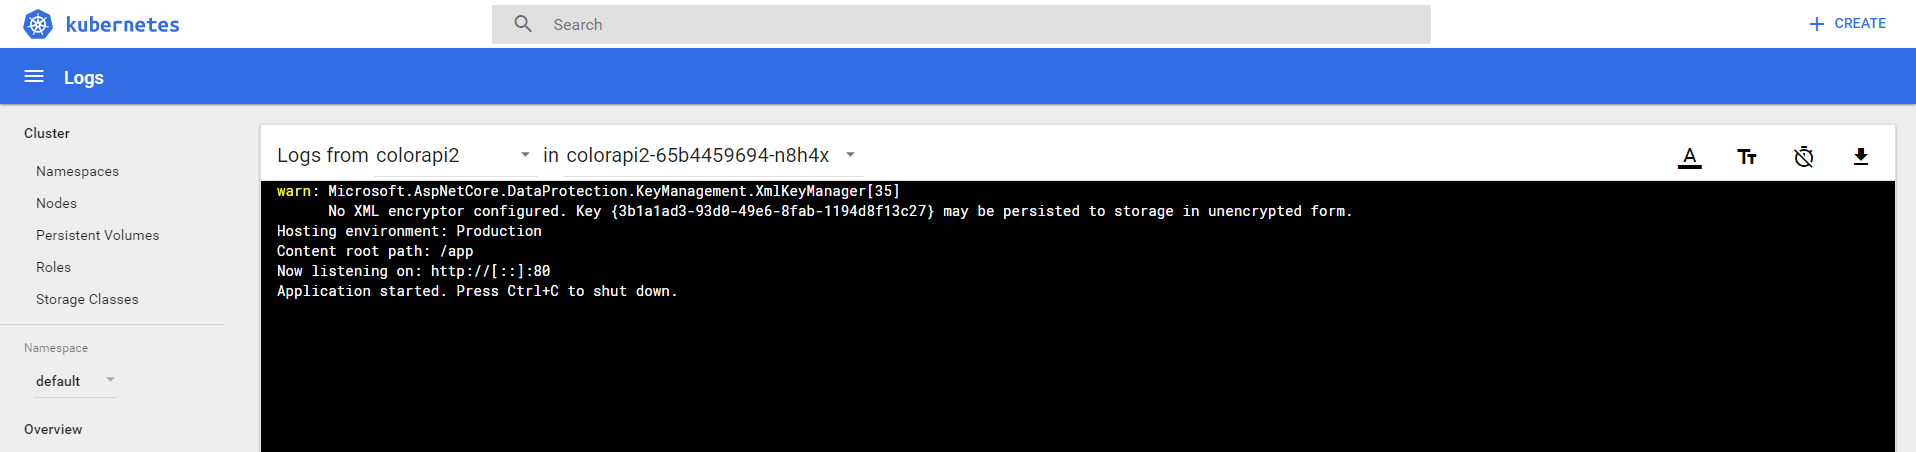 kubernetes
Search
CREATE
Logs
Cluster
Namespaces
Nodes
Persistent Volumes
Roles
Storage Classes
Namespace
default
Overview
Logs from colorapi2 in colorapi2-65b4459694-n8h4x
warn: Microsoft.AspNetCore.DataProtection.KeyManagement.XmlKeyManager[35]
No XML encryptor configured. Key {3b1a1ad3-93d0-49e6-8fab-1194d8f13c27} may be persisted to storage in unencrypted form.
Hosting environment: Production
Content root path: /app
Now listening on: http://[::]:80
Application started. Press Ctrl+C to shut down.